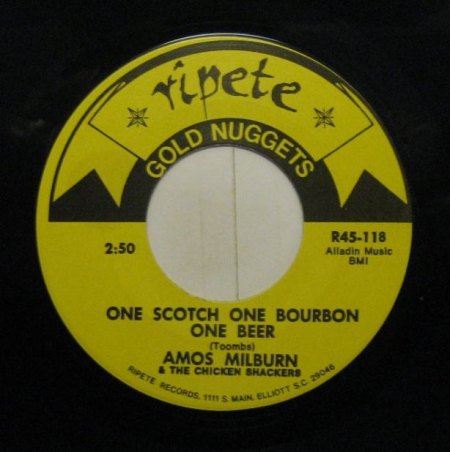 ripete
GOLD NUGGETS
2:50
R45-118
Alladin Music
BMI
ONE SCOTCH ONE BOURBON
ONE BEER
(Toombs)
AMOS MILBURN
& THE CHICKEN SHACKERS
RIPETE RECORDS, 1111 S. MAIN, ELLIOTT S.C. 29046